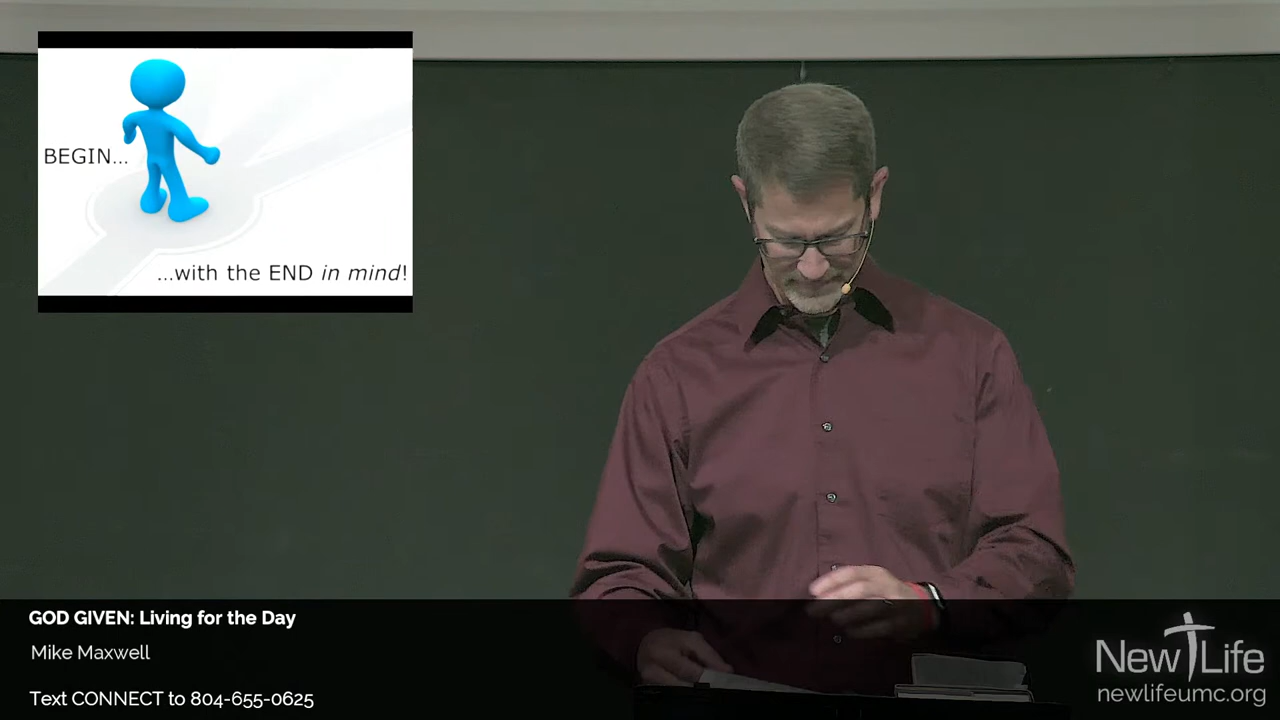 BEGIN...
...with the END in mind!
GOD GIVEN: Living for the Day
Mike Maxwell
Text CONNECT to 804-655-0625
New Life
newlifeumc.org